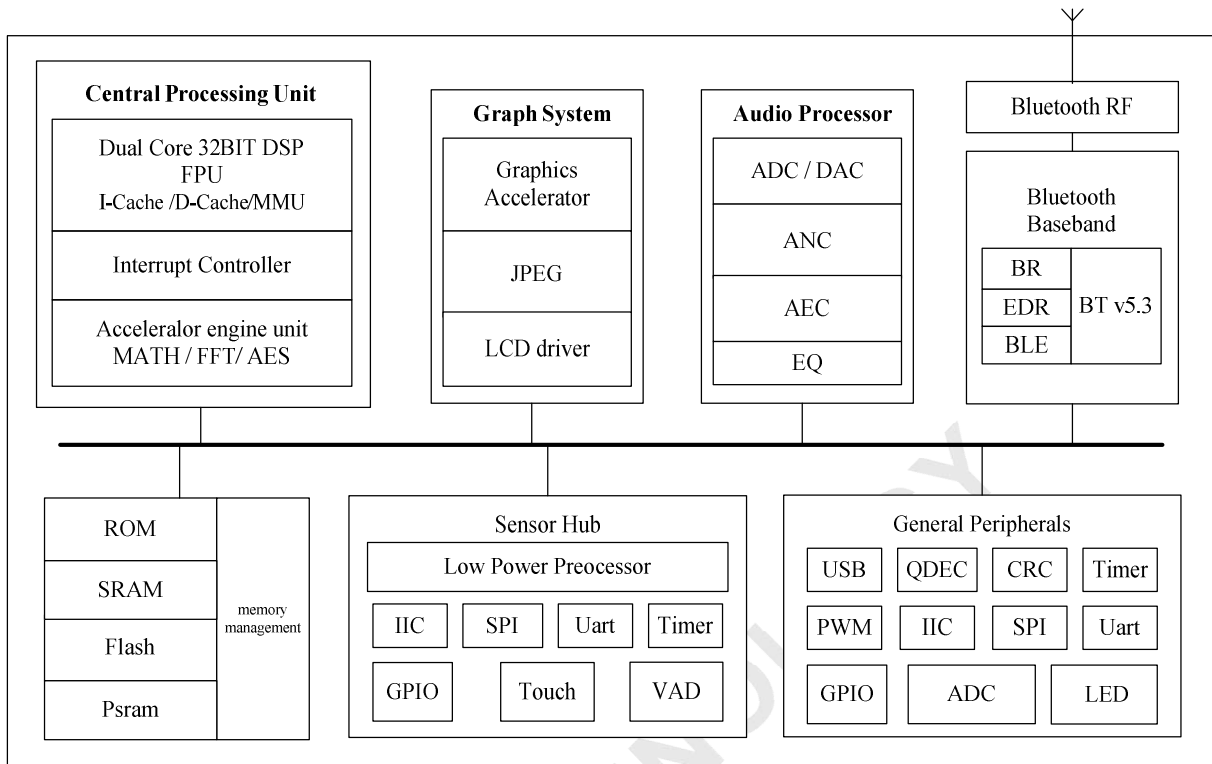 Central Processing Unit
Dual Core 32BIT DSP
FPU
I-Cache /D-Cache/MMU
Interrupt Controller
Acceleralor engine unit
MATH / FFT/ AES
Graph System
Graphics
Accelerator
JPEG
LCD driver
Audio Processor
ADC / DAC
ANC
AEC
EQ
Bluetooth RF
Bluetooth
Baseband
BR
EDR
BLE
BT v5.3
ROM
SRAM
Flash
Psram
memory
management
Sensor Hub
Low Power Preocessor
IIC SPI Uart Timer
GPIO Touch VAD
General Peripherals
USB QDEC CRC Timer
PWM IIC SPI Uart
GPIO ADC LED